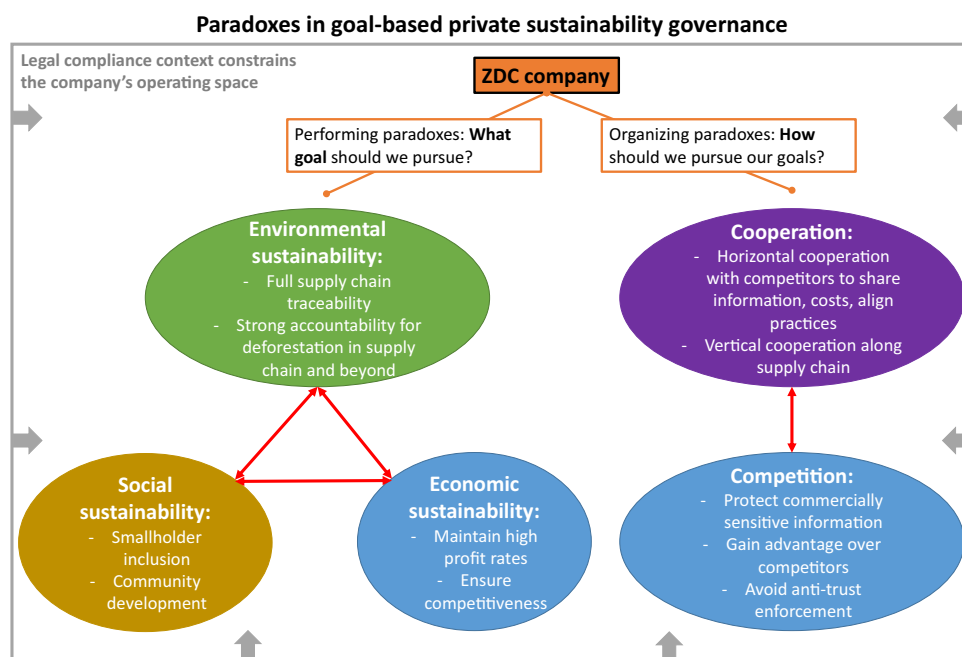 Paradoxes in goal-based private sustainability governance
Legal compliance context constrains
the company's operating space
ZDC company
Performing paradoxes: What
goal should we pursue?
Organizing paradoxes: How
should we pursue our goals?
Environmental
sustainability:
- Full supply chain
traceability
- Strong accountability for
deforestation in supply
chain and beyond
Cooperation:
- Horizontal cooperation
with competitors to share
information, costs, align
practices
- Vertical cooperation along
supply chain
Social
sustainability:
- Smallholder
inclusion
- Community
development
Economic
sustainability:
- Maintain high
profit rates
- Ensure
competitiveness
Competition:
- Protect commercially
sensitive information
- Gain advantage over
competitors
- Avoid anti-trust
enforcement